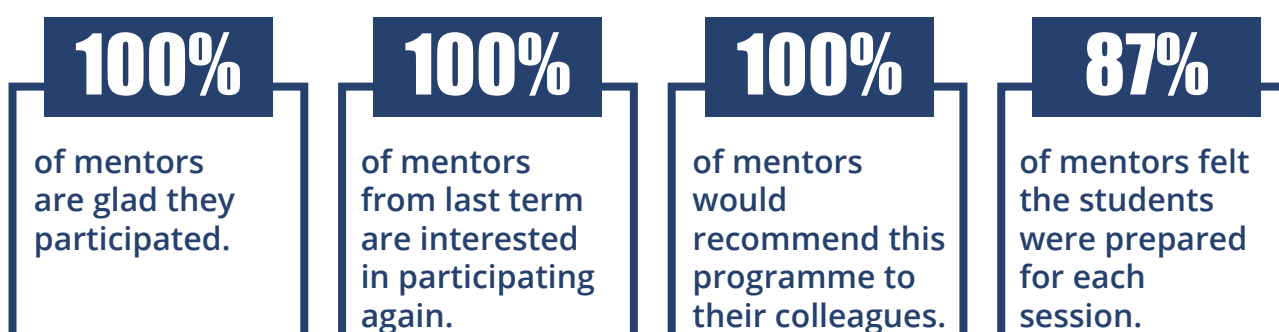 100%
of mentors
are glad they
participated.
100%
of mentors
from last term
are interested
in participating
again.
100%
of mentors
would
recommend this
programme to
their colleagues.
87%
of mentors felt
the students
were prepared
for each
session.